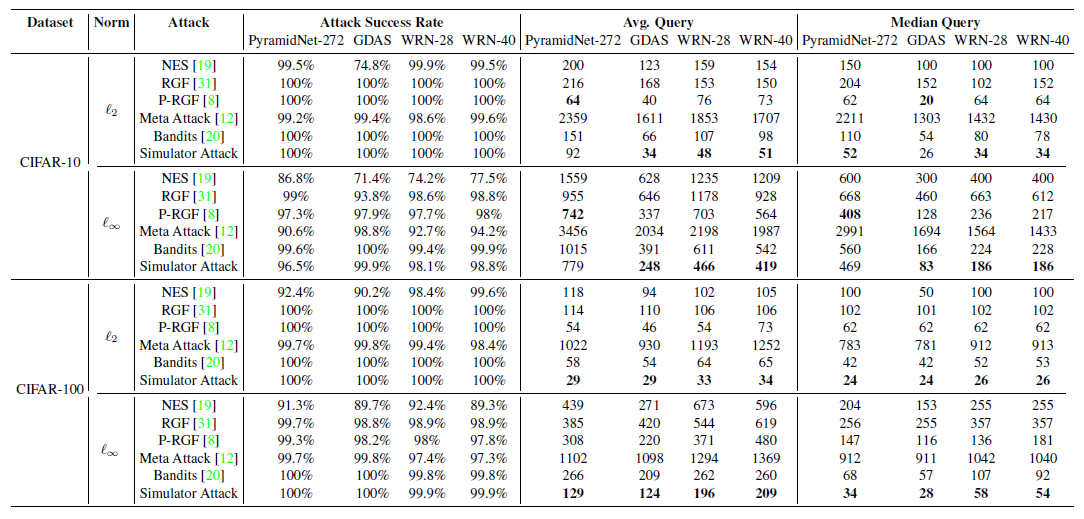 Dataset Norm Attack Attack Success Rate Avg. Query Median Query
PyramidNet-272 GDAS WRN-28 WRN-40 PyramidNet-272 GDAS WRN-28 WRN-40 PyramidNet-272 GDAS WRN-28 WRN-40
CIFAR-10 ℓ2 NES [19] 99.5% 74.8% 99.9% 99.5% 200 123 159 154 150 100 100 100
RGF [31] 100% 100% 100% 100% 216 168 153 150 204 152 102 152
P-RGF [8] 100% 100% 100% 100% 64 40 76 73 62 20 64 64
Meta Attack [12] 99.2% 99.4% 98.6% 99.6% 2359 1611 1853 1707 2211 1303 1432 1430
Bandits [20] 100% 100% 100% 100% 151 66 107 98 110 54 80 78
Simulator Attack 100% 100% 100% 100% 92 34 48 51 52 26 34 34
ℓ∞ NES [19] 86.8% 71.4% 74.2% 77.5% 1559 628 1235 1209 600 300 400 400
RGF [31] 99% 93.8% 98.6% 98.8% 955 646 1178 928 668 460 663 612
P-RGF [8] 97.3% 97.9% 97.7% 98% 742 337 703 564 408 128 236 217
Meta Attack [12] 90.6% 98.8% 92.7% 94.2% 3456 2034 2198 1987 2991 1694 1564 1433
Bandits [20] 99.6% 100% 99.4% 99.9% 1015 391 611 542 560 166 224 228
Simulator Attack 96.5% 99.9% 98.1% 98.8% 779 248 466 419 469 83 186 186
CIFAR-100 ℓ2 NES [19] 92.4% 90.2% 98.4% 99.6% 118 94 102 105 100 50 100 100
RGF [31] 100% 100% 100% 100% 114 110 106 106 102 101 102 102
P-RGF [8] 100% 100% 100% 100% 54 46 54 73 62 62 62 62
Meta Attack [12] 99.7% 99.8% 99.4% 98.4% 1022 930 1193 1252 783 781 912 913
Bandits [20] 100% 100% 100% 100% 58 54 64 65 42 42 52 53
Simulator Attack 100% 100% 100% 100% 29 29 33 34 24 24 26 26
ℓ∞ NES [19] 91.3% 89.7% 92.4% 89.3% 439 271 673 596 204 153 255 255
RGF [31] 99.7% 98.8% 98.9% 98.9% 385 420 544 619 256 255 357 357
P-RGF [8] 99.3% 98.2% 98% 97.8% 308 220 371 480 147 116 136 181
Meta Attack [12] 99.7% 99.8% 97.4% 97.3% 1102 1098 1294 1369 912 911 1042 1040
Bandits [20] 100% 100% 99.8% 99.8% 266 209 262 260 68 57 107 92
Simulator Attack 100% 100% 99.9% 99.9% 129 124 196 209 34 28 58 54